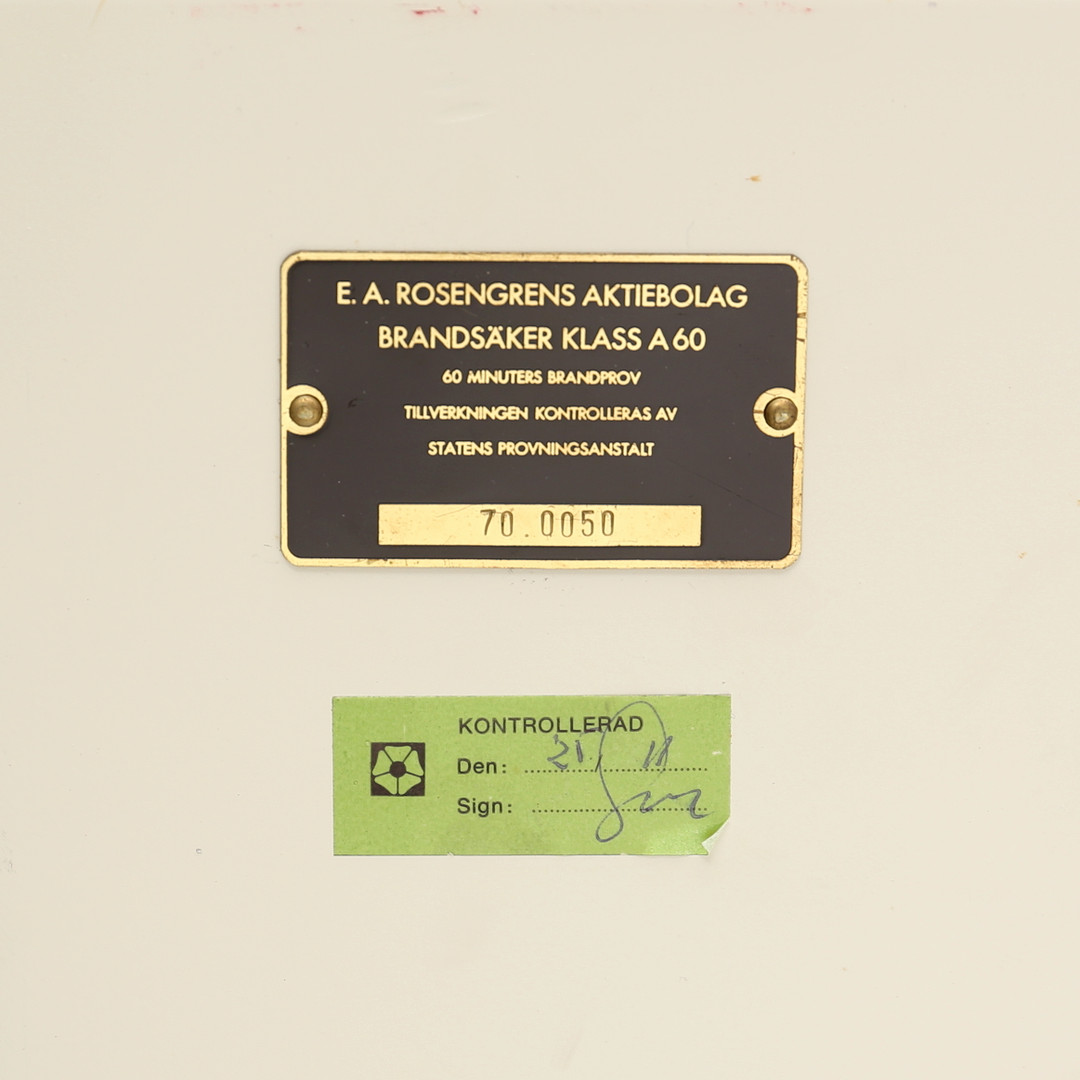 E. A. ROSENGRENS AKTIEBOLAG
BRANDSÄKER KLASS A 60
60 MINUTERS BRANDPROV
TILLVERKNINGEN KONTROLLERAS AV
STATENS PROVNINGSANSTALT
70.0050
KONTROLLERAD
Den:
Sign: